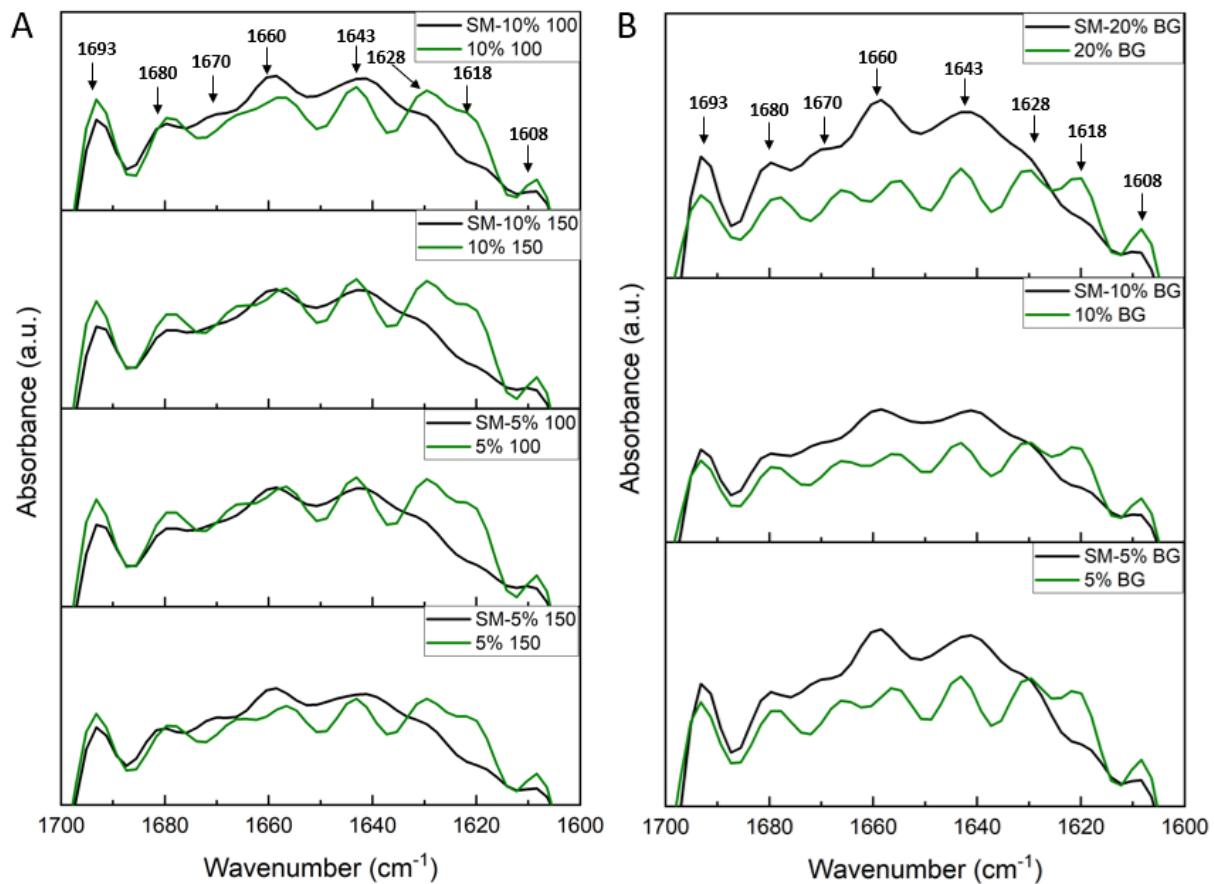 A
SM-10% 100
10% 100
1693
1680
1670
1660
1643
1628
1618
1608
SM-10% 150
10% 150
SM-5% 100
5% 100
SM-5% 150
5% 150
Absorbance (a.u.)
1700
1680
1660
1640
1620
1600
Wavenumber (cm⁻¹)
B
SM-20% BG
20% BG
1693
1680
1670
1660
1643
1628
1618
1608
SM-10% BG
10% BG
SM-5% BG
5% BG
Absorbance (a.u.)
1700
1680
1660
1640
1620
1600
Wavenumber (cm⁻¹)